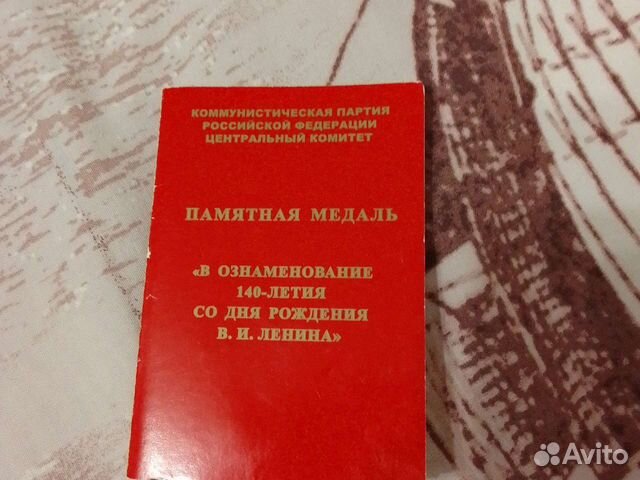 КОММУНИСТИЧЕСКАЯ ПАРТИЯ
РОССИЙСКОЙ ФЕДЕРАЦИИ
ЦЕНТРАЛЬНЫЙ КОМИТЕТ
ПАМЯТНАЯ МЕДАЛЬ
«В ОЗНАМЕНОВАНИЕ
140-ЛЕТИЯ
СО ДНЯ РОЖДЕНИЯ
В. И. ЛЕНИНА»
Avito